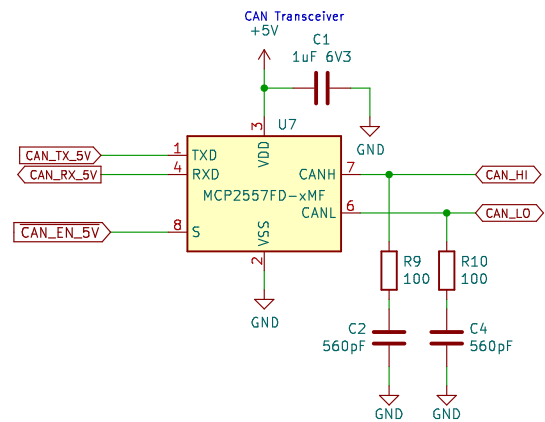 CAN Transceiver
+5V
C1
1uF 6V3
GND
U7
3
VDD
1
TXD
CAN_TX_5V
4
RXD
CAN_RX_5V
CANH
7
CAN_HI
MCP2557FD-xMF
CANL
6
CAN_LO
8
S
CAN_EN_5V
VSS
2
GND
R9
100
R10
100
C2
560pF
C4
560pF
GND
GND